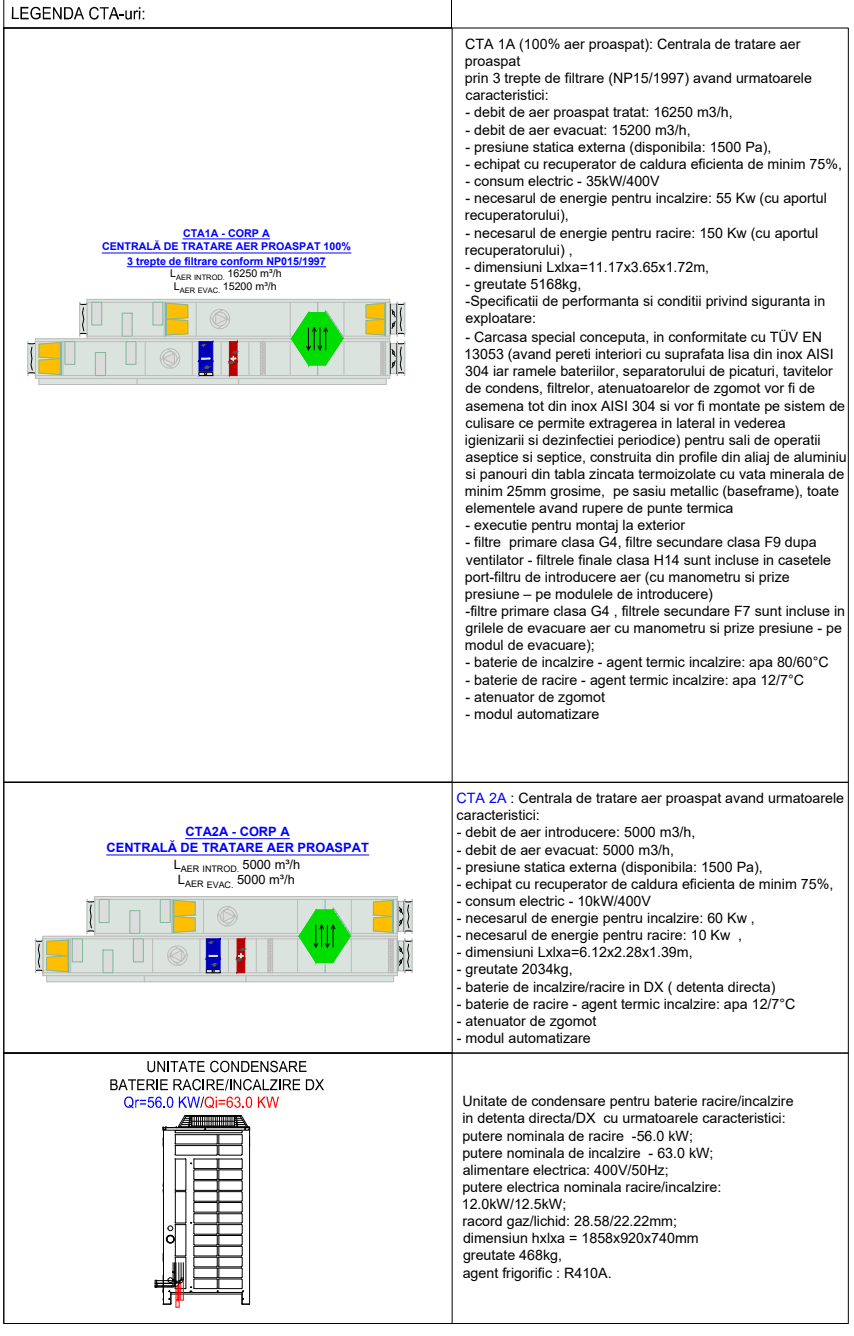 LEGENDA CTA-uri:
CTA1A - CORP A
CENTRALĂ DE TRATARE AER PROASPAT 100%
3 trepte de filtrare conform NP015/1997
LAER INTROD. 16250 m³/h
LAER EVAC. 15200 m³/h
CTA 1A (100% aer proaspat): Centrala de tratare aer
proaspat
prin 3 trepte de filtrare (NP15/1997) avand urmatoarele
caracteristici:
- debit de aer proaspat tratat: 16250 m3/h,
- debit de aer evacuat: 15200 m3/h,
- presiune statica externa (disponibila: 1500 Pa),
- echipat cu recuperator de caldura eficienta de minim 75%,
- consum electric - 35kW/400V
- necesarul de energie pentru incalzire: 55 Kw (cu aportul
recuperatorului),
- necesarul de energie pentru racire: 150 Kw (cu aportul
recuperatorului) ,
- dimensiuni Lxlxa=11.17x3.65x1.72m,
- greutate 5168kg,
-Specificatii de performanta si conditii privind siguranta in
exploatare:
- Carcasa special conceputa, in conformitate cu TÜV EN
13053 (avand pereti interiori cu suprafata lisa din inox AISI
304 iar ramele bateriilor, separatorului de picaturi, tavitelor
de condens, filtrelor, atenuatoarelor de zgomot vor fi de
asemena tot din inox AISI 304 si vor fi montate pe sistem de
culisare ce permite extragerea in lateral in vederea
igienizarii si dezinfectiei periodice) pentru sali de operatii
aseptice si septice, construita din profile din aliaj de aluminiu
si panouri din tabla zincata termoizolate cu vata minerala de
minim 25mm grosime, pe sasiu metallic (baseframe), toate
elementele avand rupere de punte termica
- executie pentru montaj la exterior
- filtre primare clasa G4, filtre secundare clasa F9 dupa
ventilator - filtrele finale clasa H14 sunt incluse in casetele
port-filtru de introducere aer (cu manometru si prize
presiune – pe modulele de introducere)
-filtre primare clasa G4 , filtrele secundare F7 sunt incluse in
grilele de evacuare aer cu manometru si prize presiune - pe
modul de evacuare);
- baterie de incalzire - agent termic incalzire: apa 80/60°C
- baterie de racire - agent termic incalzire: apa 12/7°C
- atenuator de zgomot
- modul automatizare
CTA2A - CORP A
CENTRALĂ DE TRATARE AER PROASPAT
LAER INTROD. 5000 m³/h
LAER EVAC. 5000 m³/h
CTA 2A : Centrala de tratare aer proaspat avand urmatoarele
caracteristici:
- debit de aer introducere: 5000 m3/h,
- debit de aer evacuat: 5000 m3/h,
- presiune statica externa (disponibila: 1500 Pa),
- echipat cu recuperator de caldura eficienta de minim 75%,
- consum electric - 10kW/400V
- necesarul de energie pentru incalzire: 60 Kw ,
- necesarul de energie pentru racire: 10 Kw ,
- dimensiuni Lxlxa=6.12x2.28x1.39m,
- greutate 2034kg,
- baterie de incalzire/racire in DX ( detenta directa)
- baterie de racire - agent termic incalzire: apa 12/7°C
- atenuator de zgomot
- modul automatizare
UNITATE CONDENSARE
BATERIE RACIRE/INCALZIRE DX
Qr=56.0 KW/Qi=63.0 KW
Unitate de condensare pentru baterie racire/incalzire
in detenta directa/DX cu urmatoarele caracteristici:
putere nominala de racire -56.0 kW;
putere nominala de incalzire - 63.0 kW;
alimentare electrica: 400V/50Hz;
putere electrica nominala racire/incalzire:
12.0kW/12.5kW;
racord gaz/lichid: 28.58/22.22mm;
dimensiun hxlxa = 1858x920x740mm
greutate 468kg,
agent frigorific : R410A.